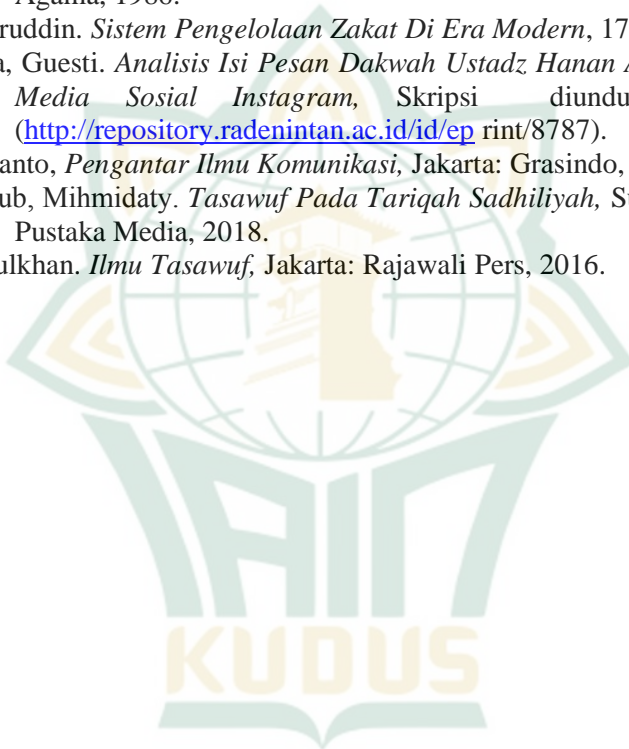 Agama, 1986.
ruddin. Sistem Pengelolaan Zakat Di Era Modern, 17
a, Guesti. Analisis Isi Pesan Dakwah Ustadz Hanan A
Media Sosial Instagram, Skripsi diundu
(http://repository.radenintan.ac.id/id/ep rint/8787).
anto, Pengantar Ilmu Komunikasi, Jakarta: Grasindo,
ub, Mihmidaty. Tasawuf Pada Tariqah Sadhiliyah, S
Pustaka Media, 2018.
ulkhan. Ilmu Tasawuf, Jakarta: Rajawali Pers, 2016.
IAIN
KUDUS